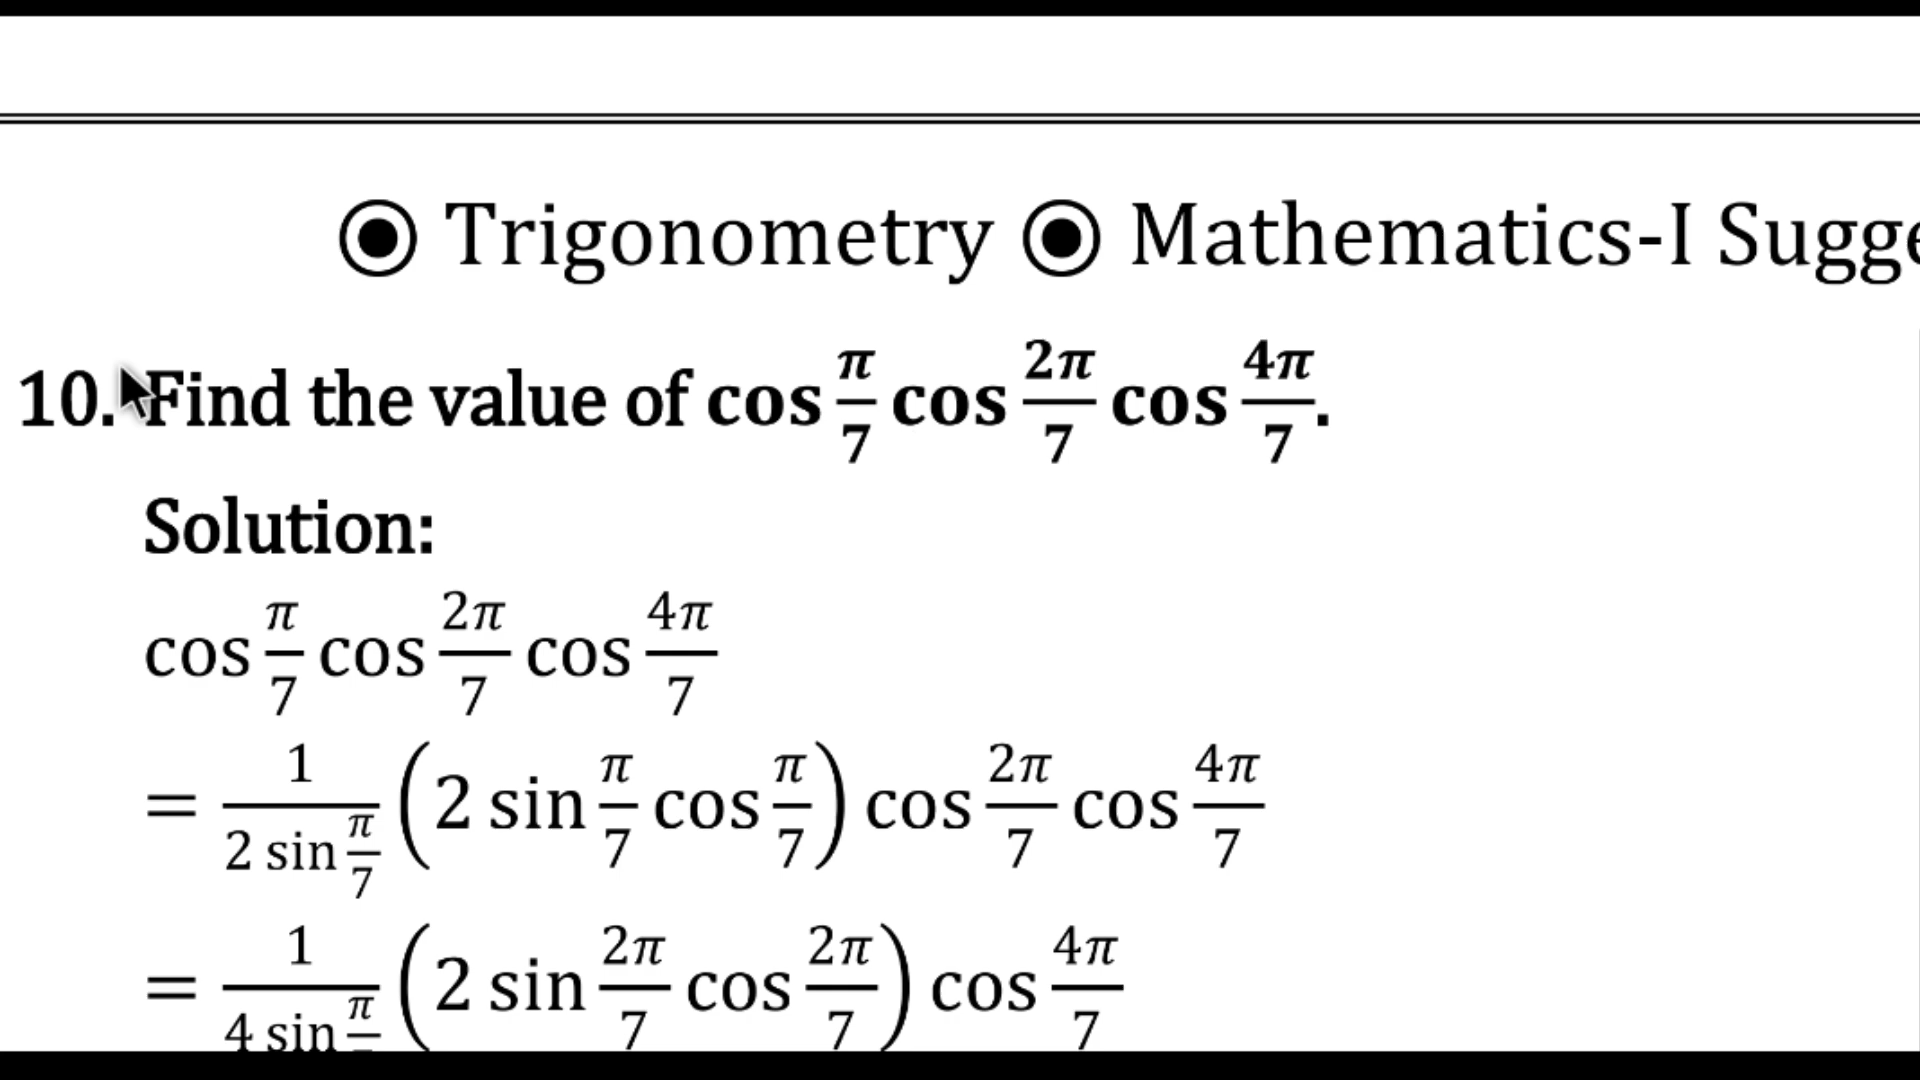 ◉ Trigonometry ◉ Mathematics-I
10. Find the value of cos π/7 cos 2π/7 cos 4π/7.
Solution:
cos π/7 cos 2π/7 cos 4π/7
= 1/(2 sin π/7) (2 sin π/7 cos π/7) cos 2π/7 cos 4π/7
= 1/(4 sin π/ (2 sin 2π/7 cos 2π/7) cos 4π/7